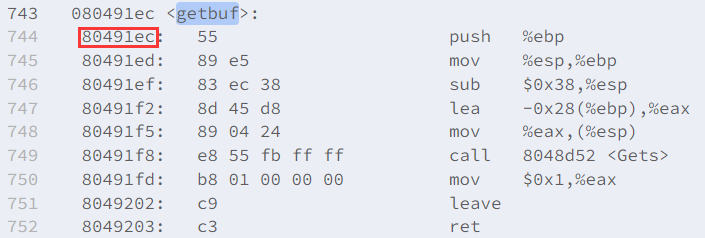 743 080491ec <getbuf>:
744 80491ec: 55 push %ebp
745 80491ed: 89 e5 mov %esp,%ebp
746 80491ef: 83 ec 38 sub $0x38,%esp
747 80491f2: 8d 45 d8 lea -0x28(%ebp),%eax
748 80491f5: 89 04 24 mov %eax,(%esp)
749 80491f8: e8 55 fb ff ff call 8048d52 <Gets>
750 80491fd: b8 01 00 00 00 mov $0x1,%eax
751 8049202: c9 leave
752 8049203: c3 ret